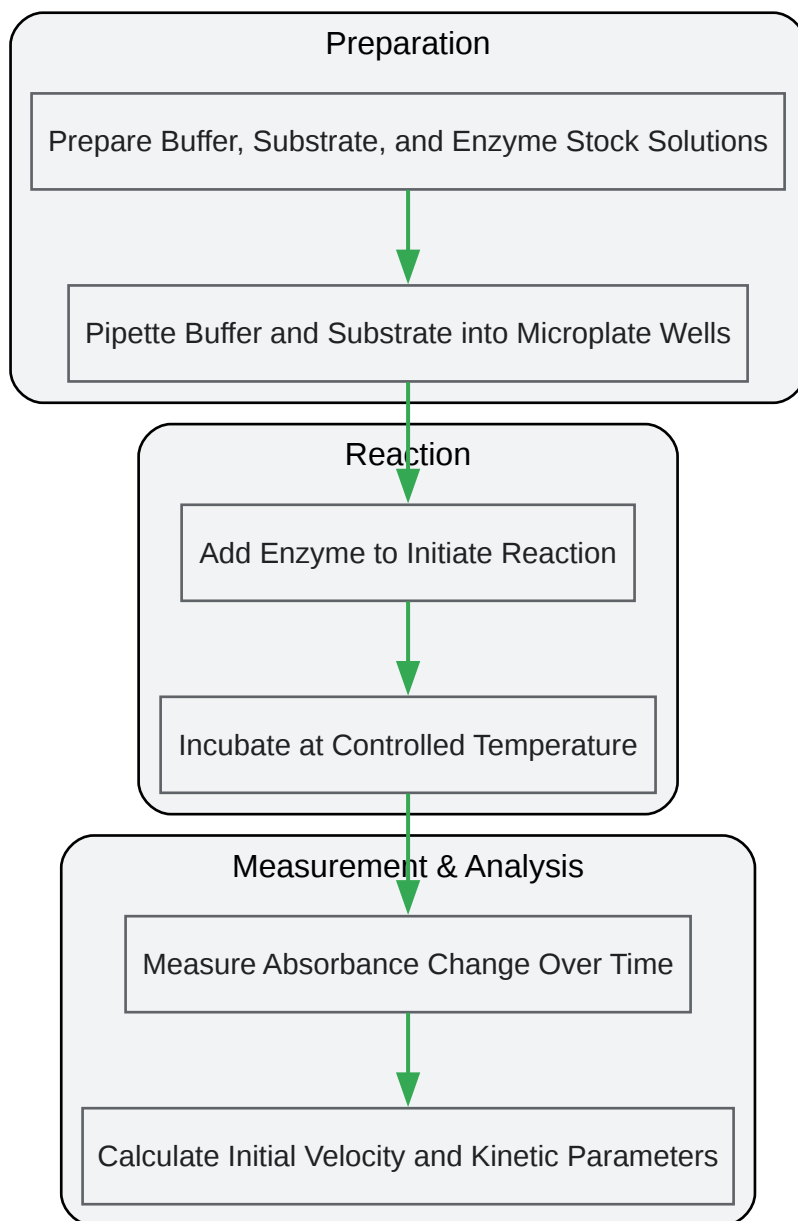 Preparation
Prepare Buffer, Substrate, and Enzyme Stock Solutions
Pipette Buffer and Substrate into Microplate Wells
Reaction
Add Enzyme to Initiate Reaction
Incubate at Controlled Temperature
Measurement & Analysis
Measure Absorbance Change Over Time
Calculate Initial Velocity and Kinetic Parameters